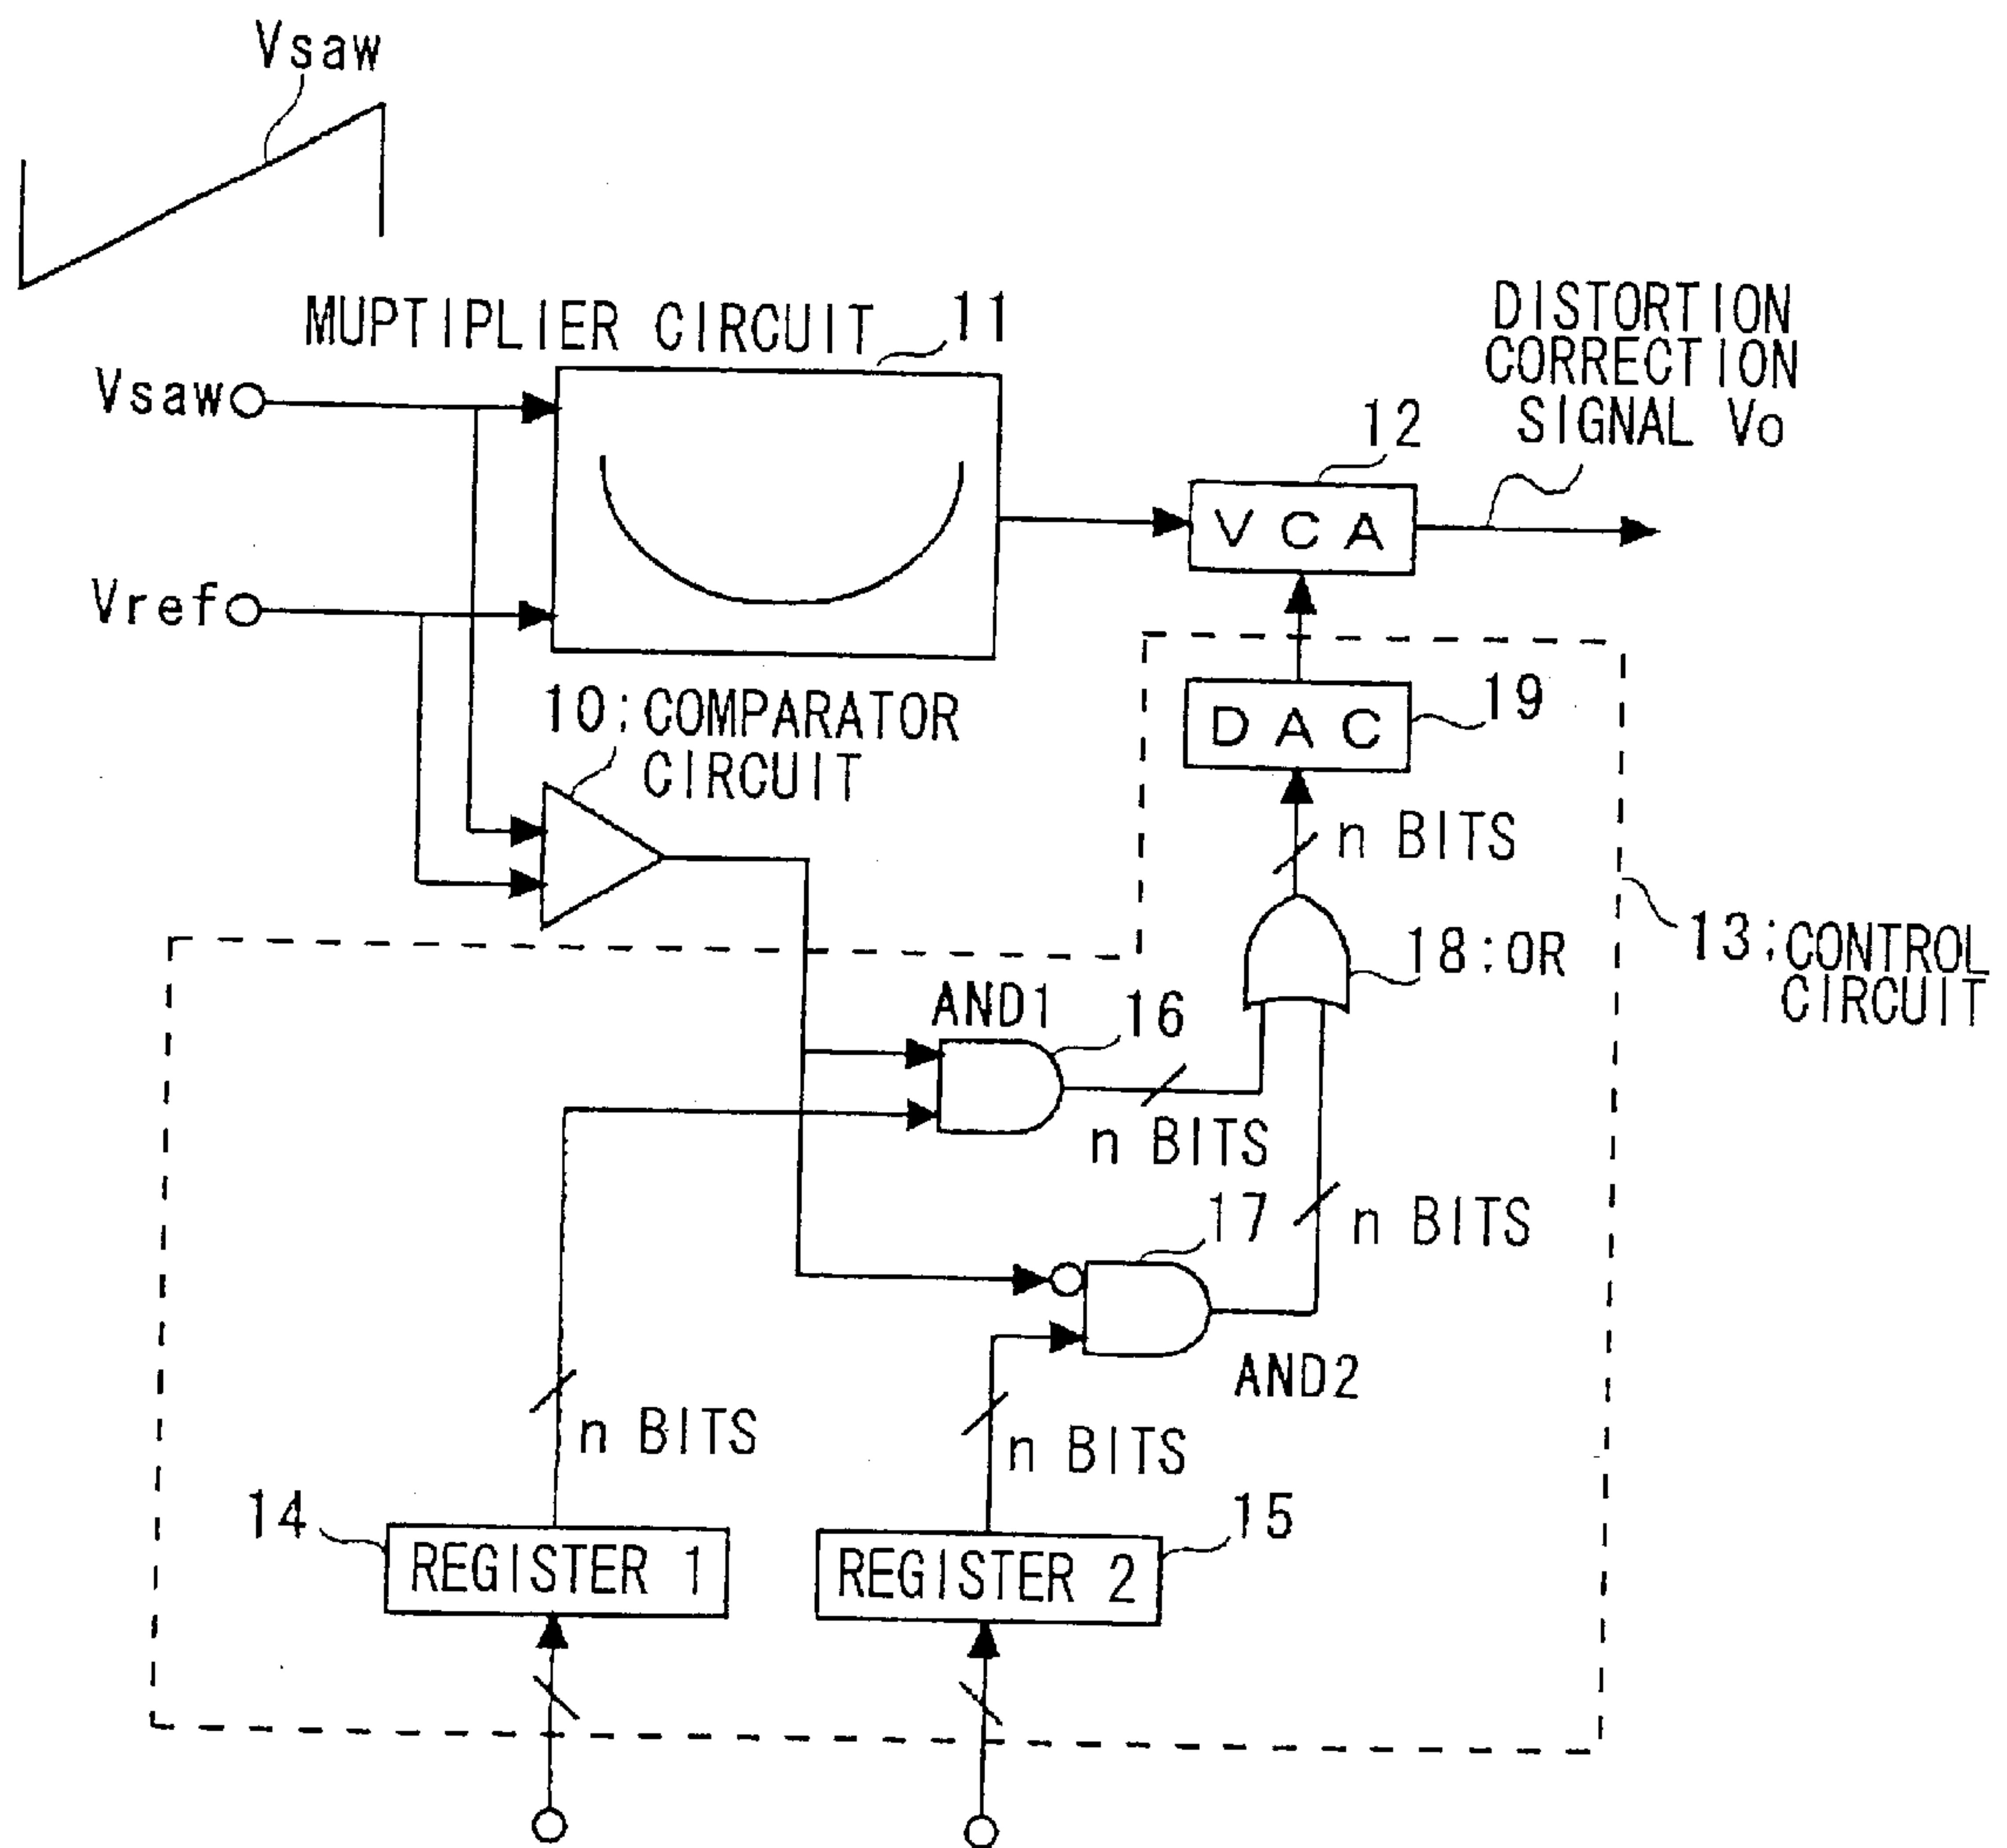 Vsaw
MUPTIPLIER CIRCUIT 11
DISTORTION
CORRECTION
SIGNAL Vo
Vsaw
12
VCA
Vref
10:COMPARATOR
CIRCUIT
DAC
19
n BITS
13:CONTROL
CIRCUIT
18:OR
AND1
16
n BITS
17
n BITS
AND2
n BITS
n BITS
14
REGISTER 1
15
REGISTER 2